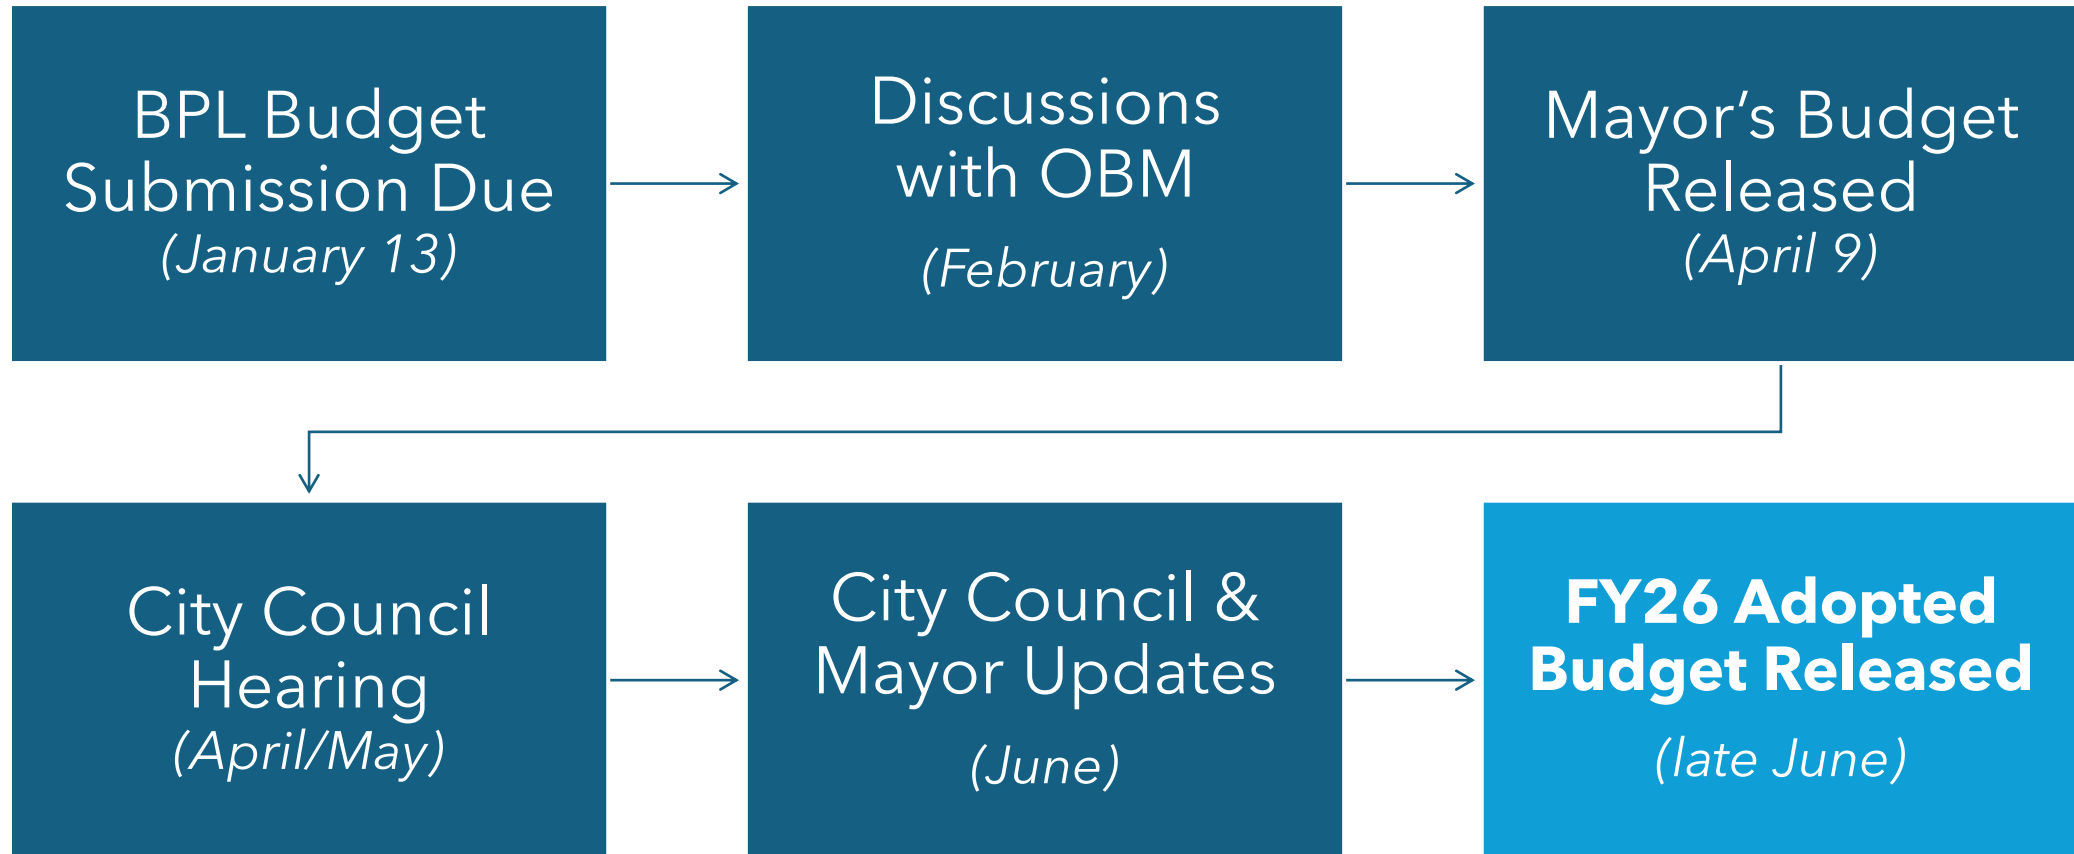 BPL Budget
Submission Due
(January 13)
Discussions
with OBM
(February)
Mayor’s Budget
Released
(April 9)
City Council
Hearing
(April/May)
City Council &
Mayor Updates
(June)
FY26 Adopted
Budget Released
(late June)